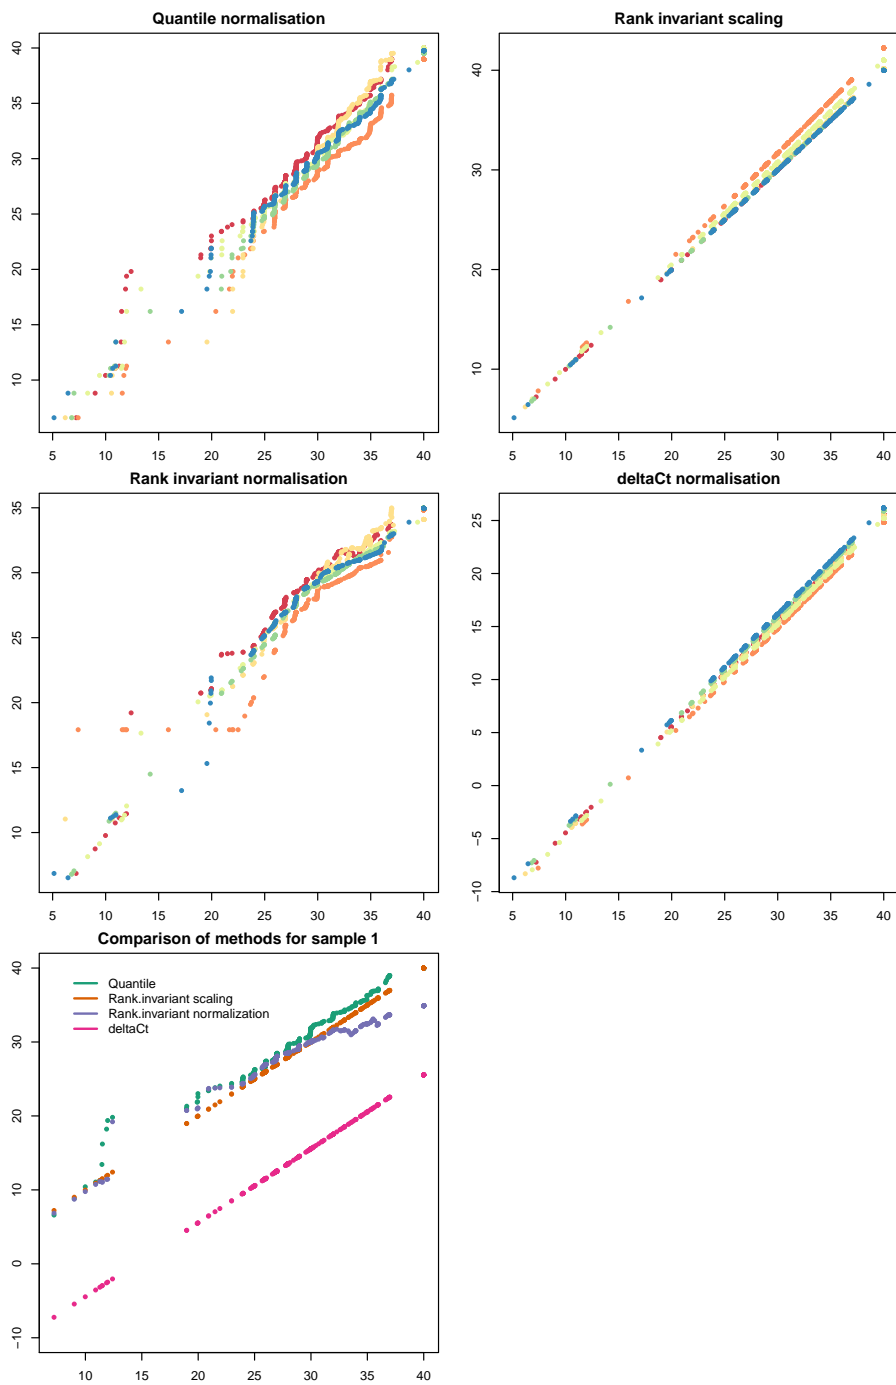 Quantile normalisation
40
35
30
25
20
15
10
5 10 15 20 25 30 35 40
Rank invariant scaling
40
30
20
10
5 10 15 20 25 30 35 40
Rank invariant normalisation
35
30
25
20
15
10
5 10 15 20 25 30 35 40
deltaCt normalisation
25
20
15
10
5
0
−5
−10
5 10 15 20 25 30 35 40
Comparison of methods for sample 1
Quantile
Rank.invariant scaling
Rank.invariant normalization
deltaCt
40
30
20
10
0
−10
10 15 20 25 30 35 40